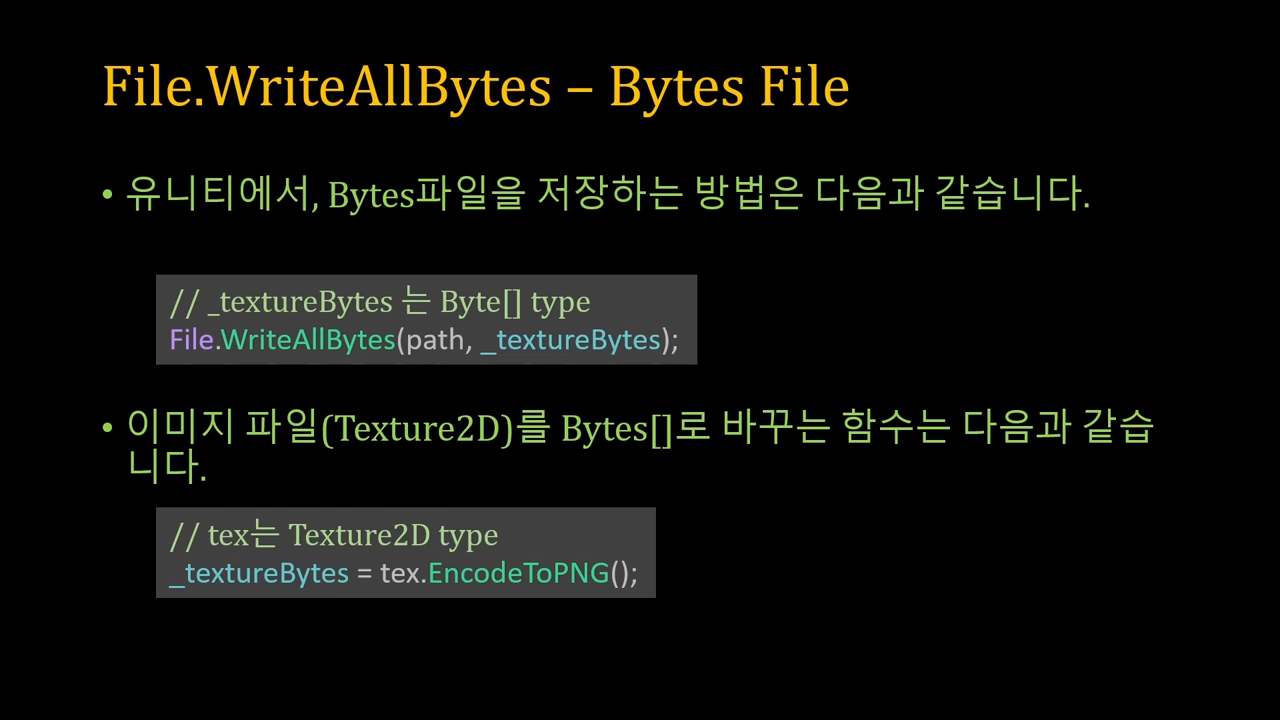 File.WriteAllBytes – Bytes File
• 유니티에서, Bytes파일을 저장하는 방법은 다음과 같습니다.
// _textureBytes 는 Byte[] type
File.WriteAllBytes(path, _textureBytes);
• 이미지 파일(Texture2D)를 Bytes[]로 바꾸는 함수는 다음과 같습
니다.
// tex는 Texture2D type
_textureBytes = tex.EncodeToPNG();